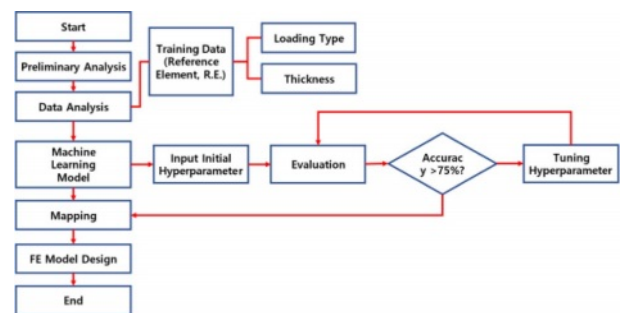 Start
Preliminary Analysis
Data Analysis
Training Data
(Reference
Element, R.E.)
Loading Type
Thickness
Machine
Learning
Model
Input Initial
Hyperparameter
Evaluation
Accurac
y >75%?
Tuning
Hyperparameter
Mapping
FE Model Design
End